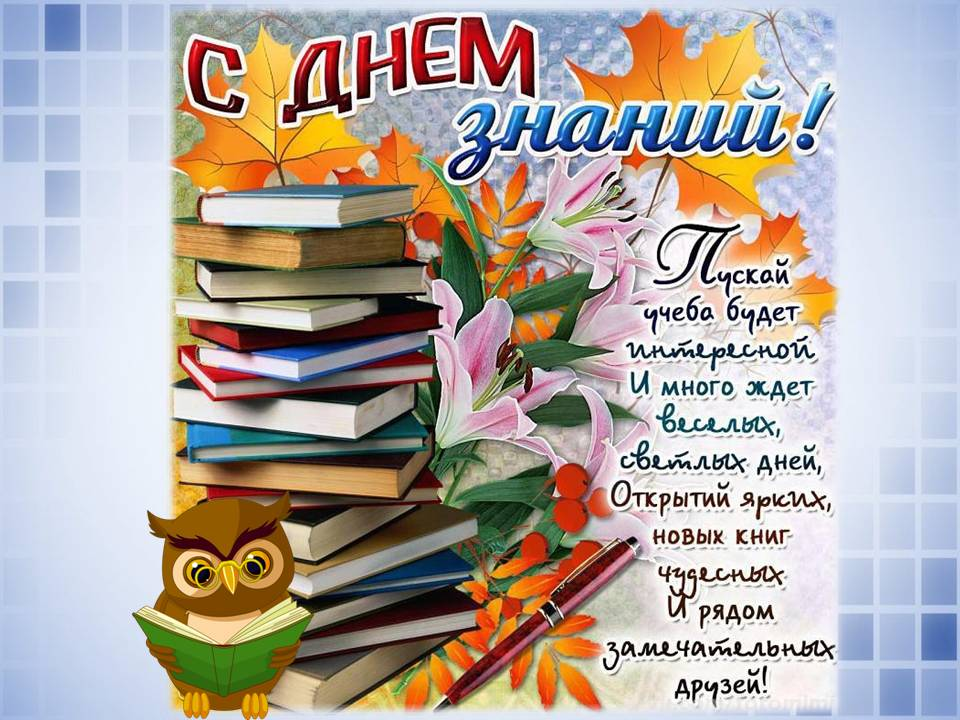 С ДНЕМ
знаний!
Пускай
учеба будет
интересной
И много ждет
веселых,
светлых дней,
Открытий ярких,
новых книг
чудесных
И рядом
замечательных
друзей!